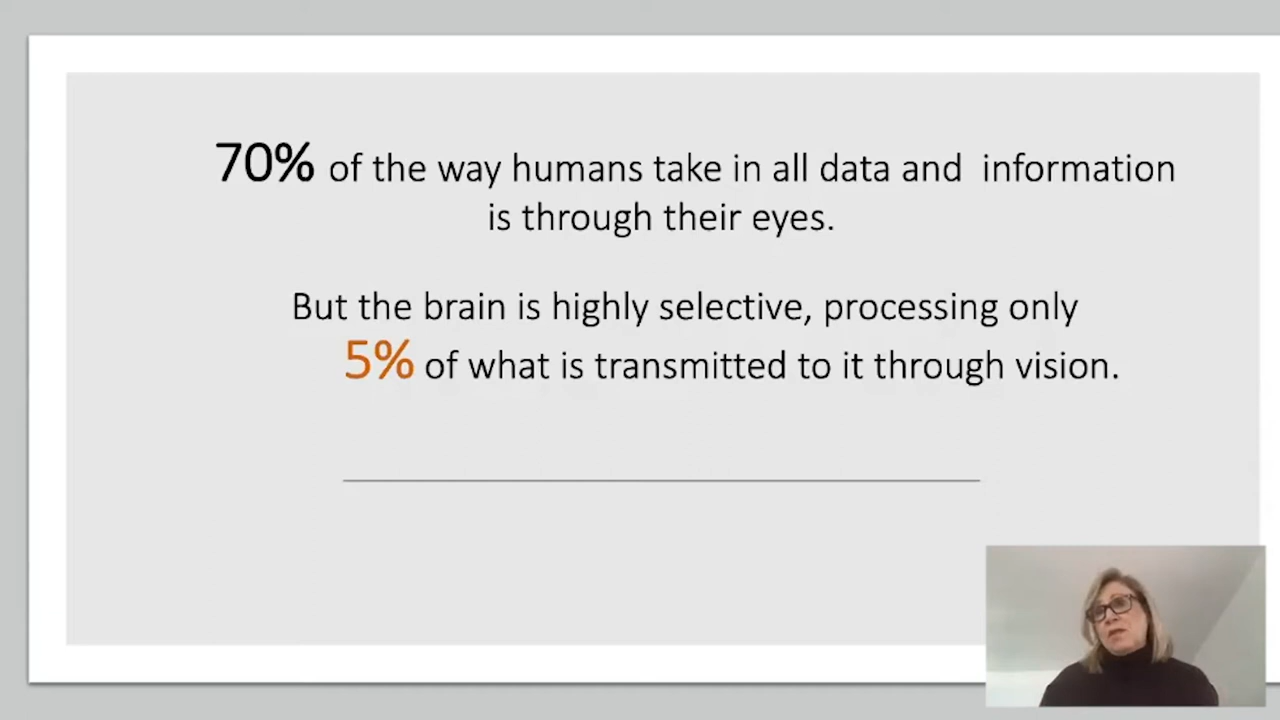 70% of the way humans take in all data and information
is through their eyes.
But the brain is highly selective, processing only
5% of what is transmitted to it through vision.